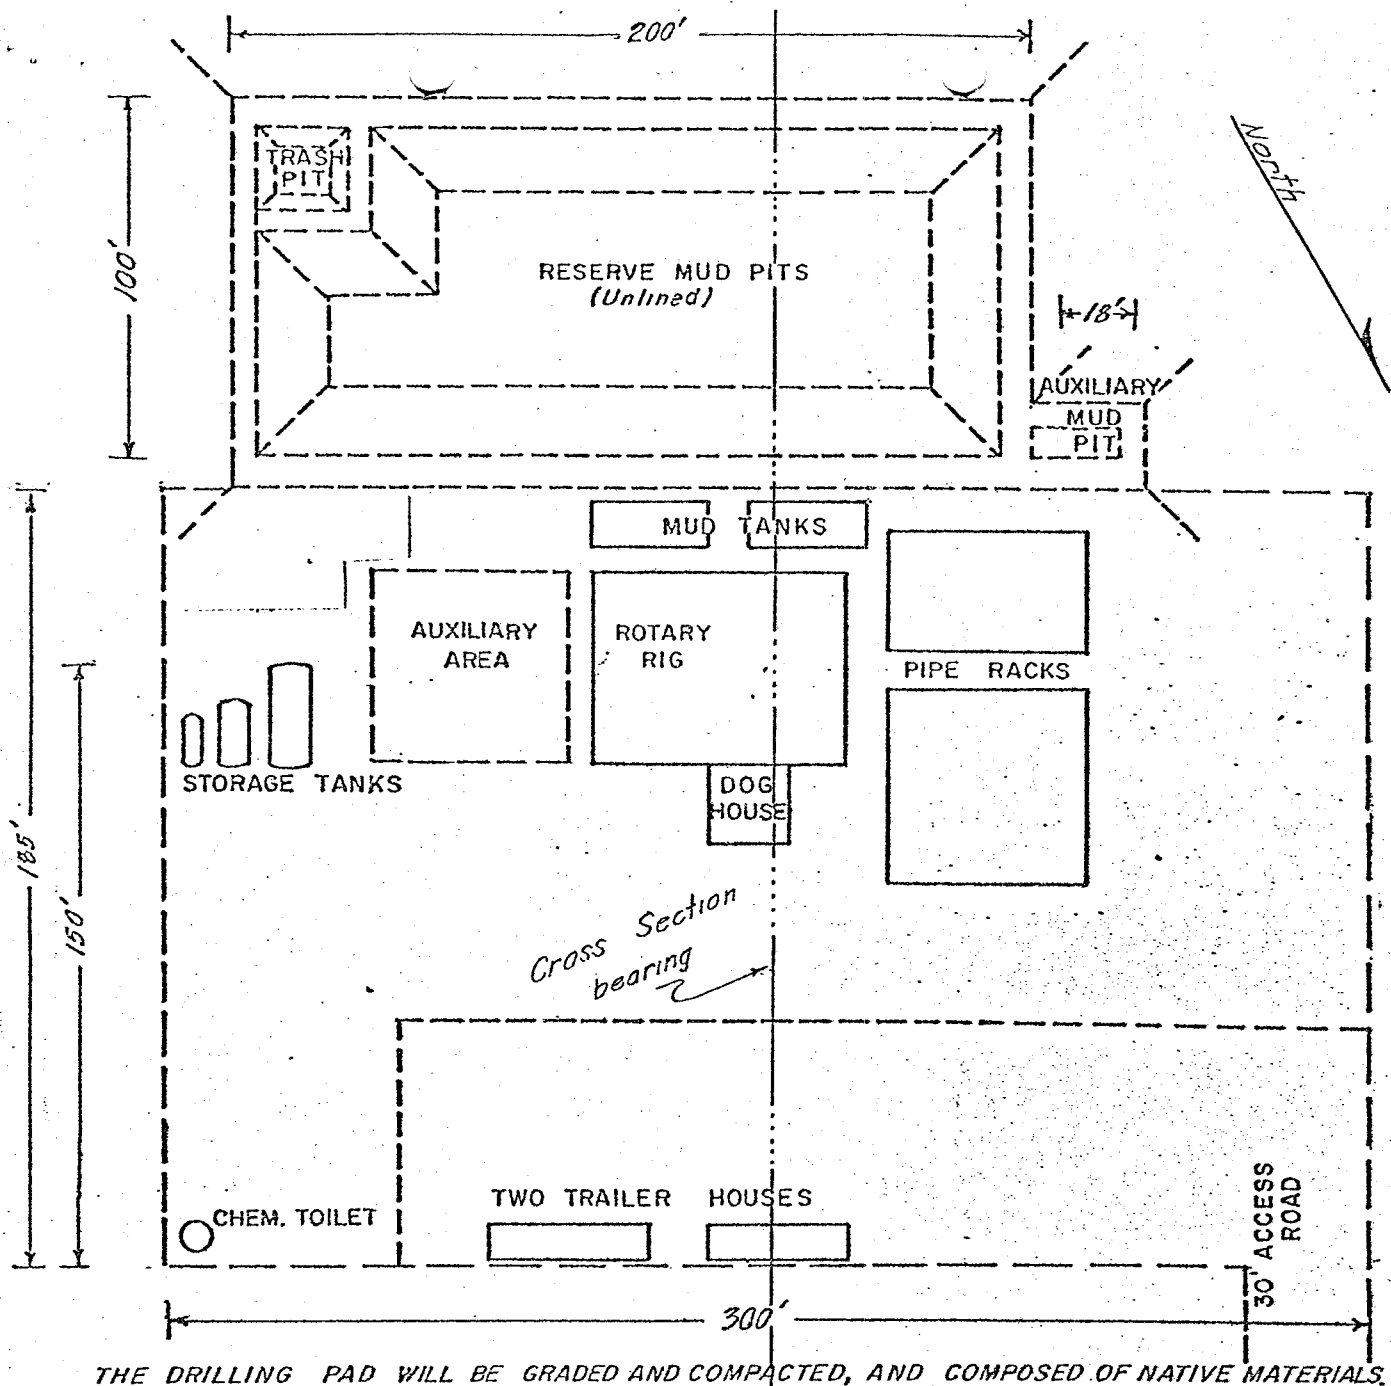 200'
North
TRASH
PIT
100'
RESERVE MUD PITS
(Unlined)
18'
AUXILIARY
MUD
PIT
MUD TANKS
AUXILIARY
AREA
ROTARY
RIG
PIPE RACKS
STORAGE TANKS
DOG
HOUSE
185'
150'
Cross Section
bearing
TWO TRAILER HOUSES
CHEM. TOILET
30' ACCESS
ROAD
300'
THE DRILLING PAD WILL BE GRADED AND COMPACTED, AND COMPOSED OF NATIVE MATERIALS.